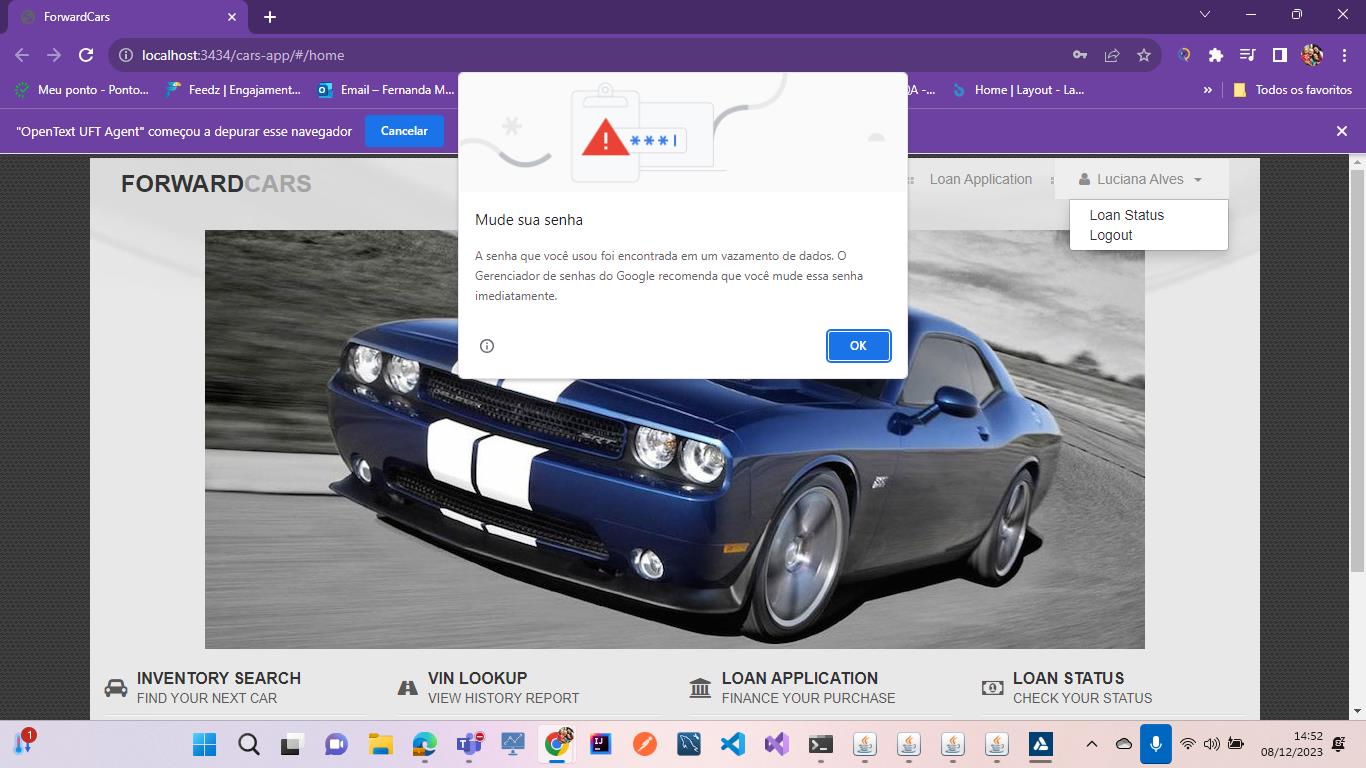 ForwardCars
localhost:3434/cars-app/#/home
Meu ponto - Ponto...
Feedz | Engajament...
Email – Fernanda M...
QA -...
Home | Layout - La...
»
Todos os favoritos
"OpenText UFT Agent" começou a depurar esse navegador
Cancelar
FORWARDCARS
Loan Application
Luciana Alves
Loan Status
Logout
***|
Mude sua senha
A senha que você usou foi encontrada em um vazamento de dados. O
Gerenciador de senhas do Google recomenda que você mude essa senha
imediatamente.
OK
INVENTORY SEARCH
FIND YOUR NEXT CAR
VIN LOOKUP
VIEW HISTORY REPORT
LOAN APPLICATION
FINANCE YOUR PURCHASE
LOAN STATUS
CHECK YOUR STATUS
1
14:52
08/12/2023